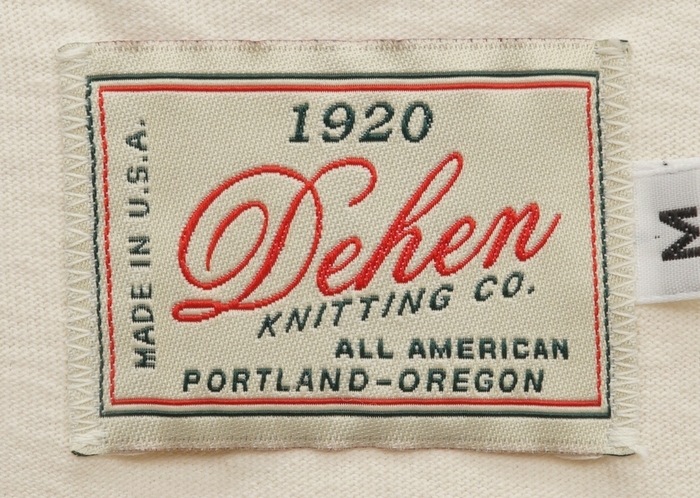 1920
MADE IN U.S.A.
Dehen
KNITTING CO.
ALL AMERICAN
PORTLAND-OREGON
M